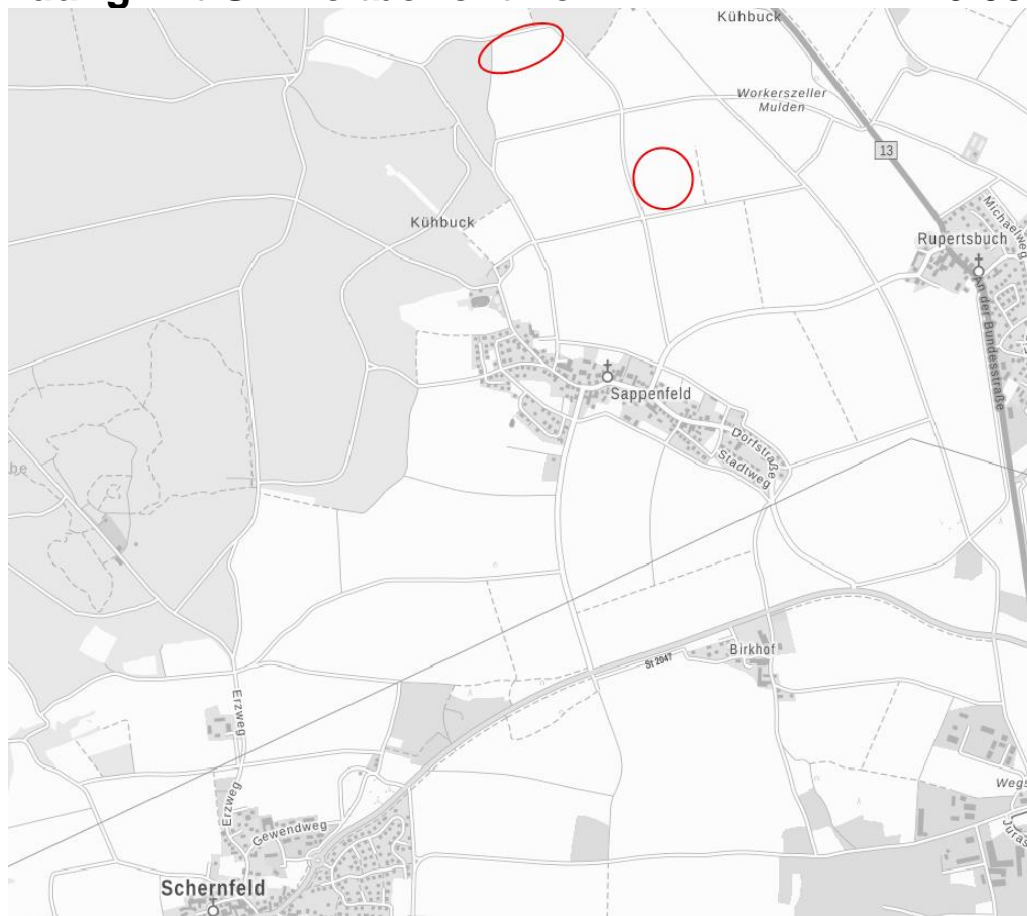 Kühbuck
Workerszeller
Mulden
13
Michaelweg
Rupertsbuch
Kühbuck
An der Bundesstraße
Sappenfeld
Dorfstraße
Stadtweg
be
St 2047
Birkhof
Erzweg
Erzweg
Gewendweg
Wegs
Juras
Schernfeld